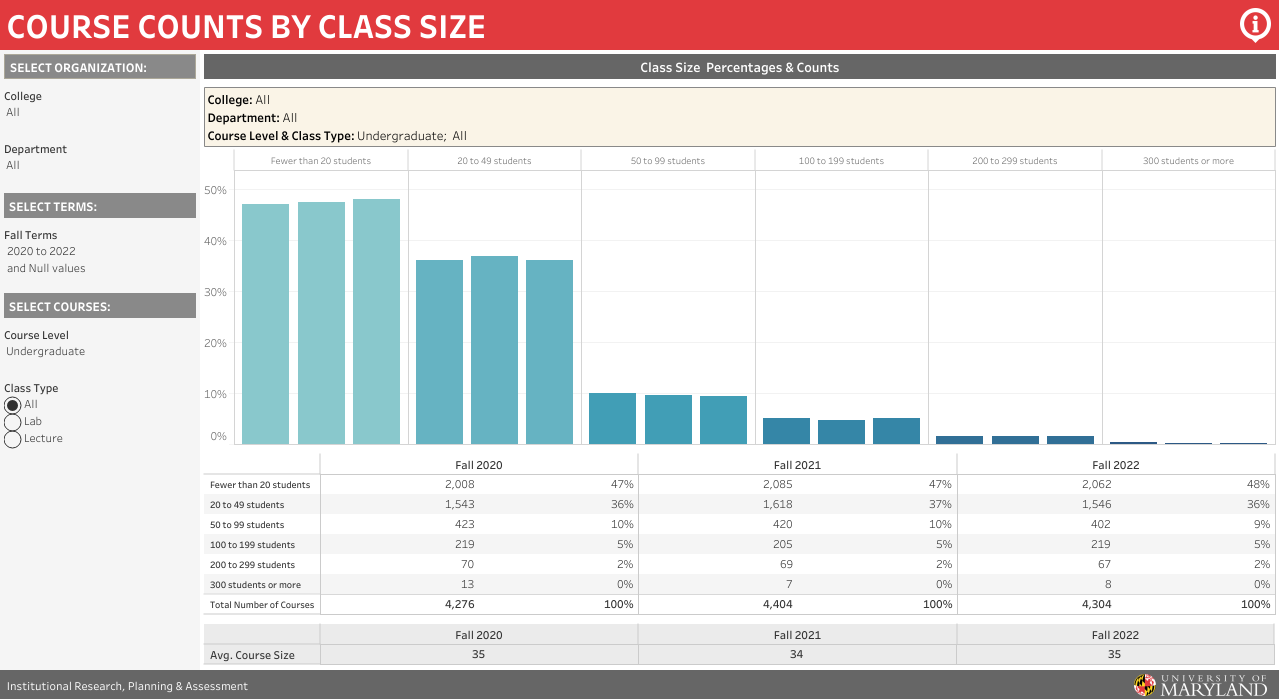 COURSE COUNTS BY CLASS SIZE
SELECT ORGANIZATION:
College
All
Department
All
SELECT TERMS:
Fall Terms
2020 to 2022
and Null values
SELECT COURSES:
Course Level
Undergraduate
Class Type
All
Lab
Lecture
Class Size Percentages & Counts
College: All
Department: All
Course Level & Class Type: Undergraduate; All
Fewer than 20 students 20 to 49 students 50 to 99 students 100 to 199 students 200 to 299 students 300 students or more
50%
40%
30%
20%
10%
0%
Fall 2020 Fall 2021 Fall 2022
Fewer than 20 students 2,008 47% 2,085 47% 2,062 48%
20 to 49 students 1,543 36% 1,618 37% 1,546 36%
50 to 99 students 423 10% 420 10% 402 9%
100 to 199 students 219 5% 205 5% 219 5%
200 to 299 students 70 2% 69 2% 67 2%
300 students or more 13 0% 7 0% 8 0%
Total Number of Courses 4,276 100% 4,404 100% 4,304 100%
Fall 2020 Fall 2021 Fall 2022
Avg. Course Size 35 34 35
Institutional Research, Planning & Assessment
UNIVERSITY OF
MARYLAND